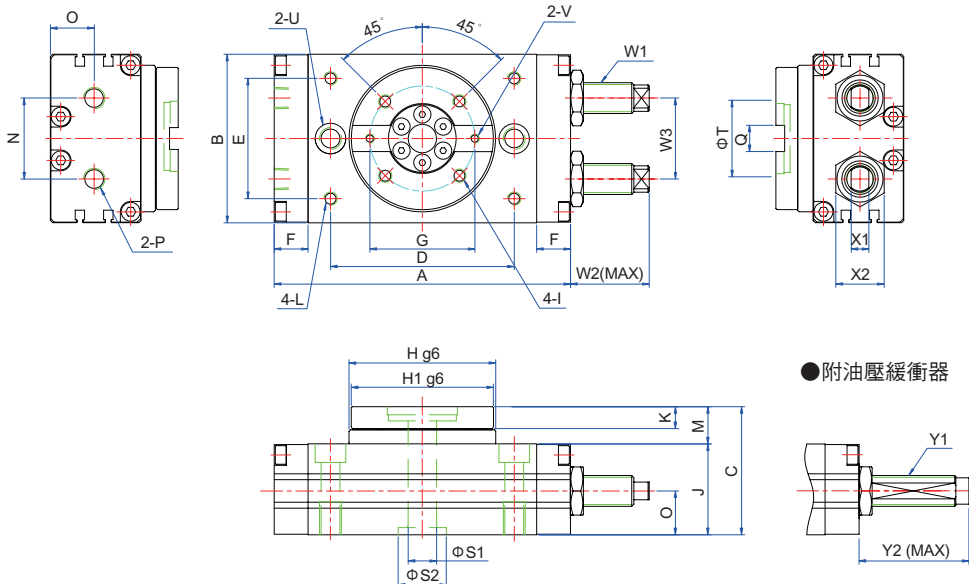 O
N
2-P
2-U
45°
45°
2-V
W1
B
E
W3
F
G
F
D
A
W2(MAX)
4-L
4-I
ΦT
Q
X1
X2
H g6
H1 g6
K
M
C
J
O
ΦS1
ΦS2
●附油壓緩衝器
Y1
Y2 (MAX)